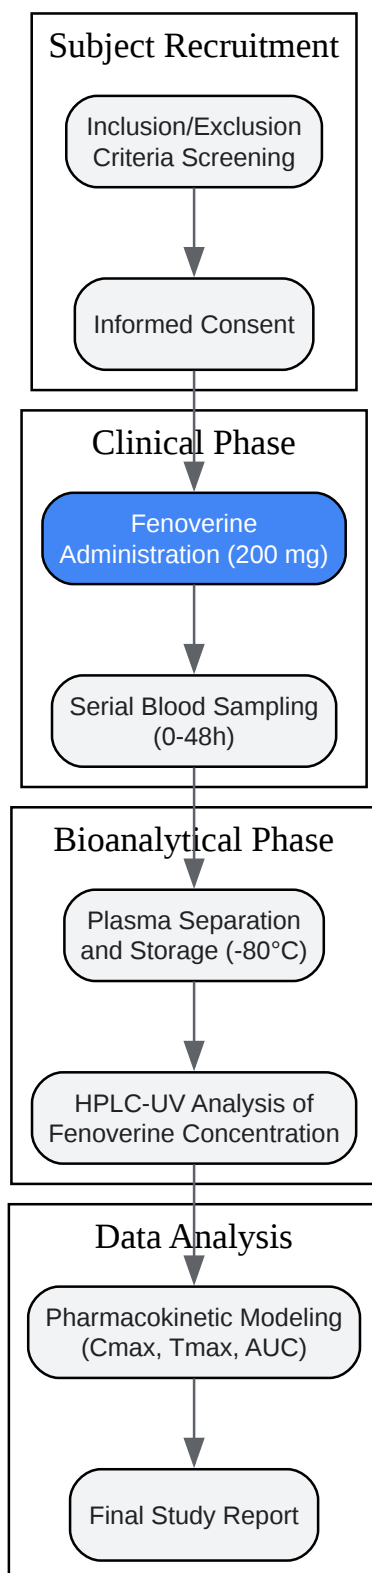 Subject Recruitment
Inclusion/Exclusion
Criteria Screening
Informed Consent
Clinical Phase
Fenoverine
Administration (200 mg)
Serial Blood Sampling
(0-48h)
Bioanalytical Phase
Plasma Separation
and Storage (-80°C)
HPLC-UV Analysis of
Fenoverine Concentration
Data Analysis
Pharmacokinetic Modeling
(Cmax, Tmax, AUC)
Final Study Report